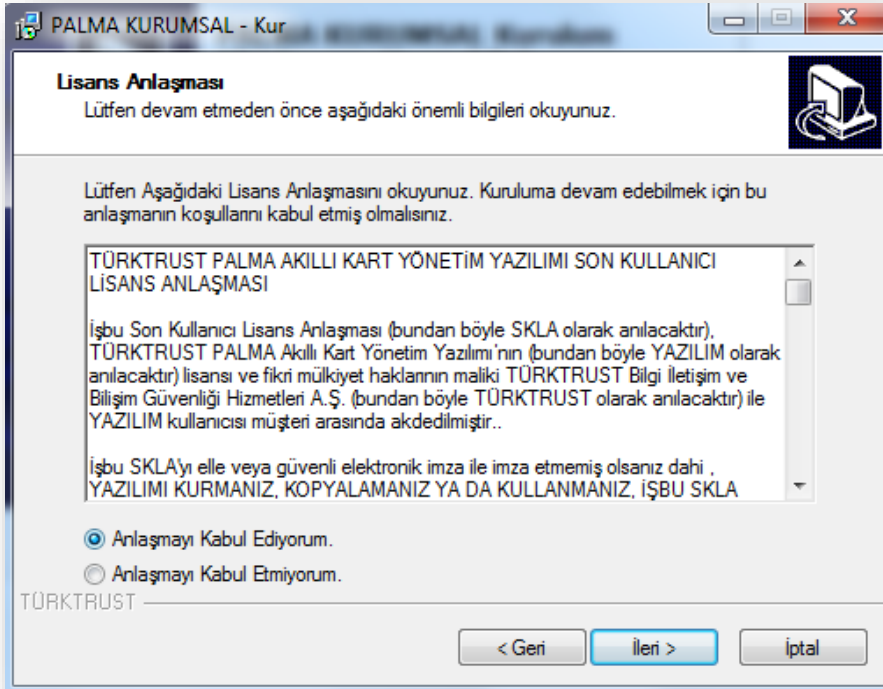 PALMA KURUMSAL - Kur
Lisans Anlaşması
Lütfen devam etmeden önce aşağıdaki önemli bilgileri okuyunuz.
Lütfen Aşağıdaki Lisans Anlaşmasını okuyunuz. Kuruluma devam edebilmek için bu
anlaşmanın koşullarını kabul etmiş olmalısınız.
TÜRKTRUST PALMA AKILLI KART YÖNETİM YAZILIMI SON KULLANICI
LİSANS ANLAŞMASI
İşbu Son Kullanıcı Lisans Anlaşması (bundan böyle SKLA olarak anılacaktır),
TÜRKTRUST PALMA Akıllı Kart Yönetim Yazılımı'nın (bundan böyle YAZILIM olarak
anılacaktır) lisansı ve fikri mülkiyet haklarının maliki TÜRKTRUST Bilgi İletişim ve
Bilişim Güvenliği Hizmetleri A.Ş. (bundan böyle TÜRKTRUST olarak anılacaktır) ile
YAZILIM kullanıcısı müşteri arasında akdedilmiştir..
İşbu SKLA'yı elle veya güvenli elektronik imza ile imza etmemiş olsanız dahi ,
YAZILIMI KURMANIZ, KOPYALAMANIZ YA DA KULLANMANIZ, İŞBU SKLA
Anlaşmayı Kabul Ediyorum.
Anlaşmayı Kabul Etmiyorum.
TÜRKTRUST
< Geri
İleri >
İptal